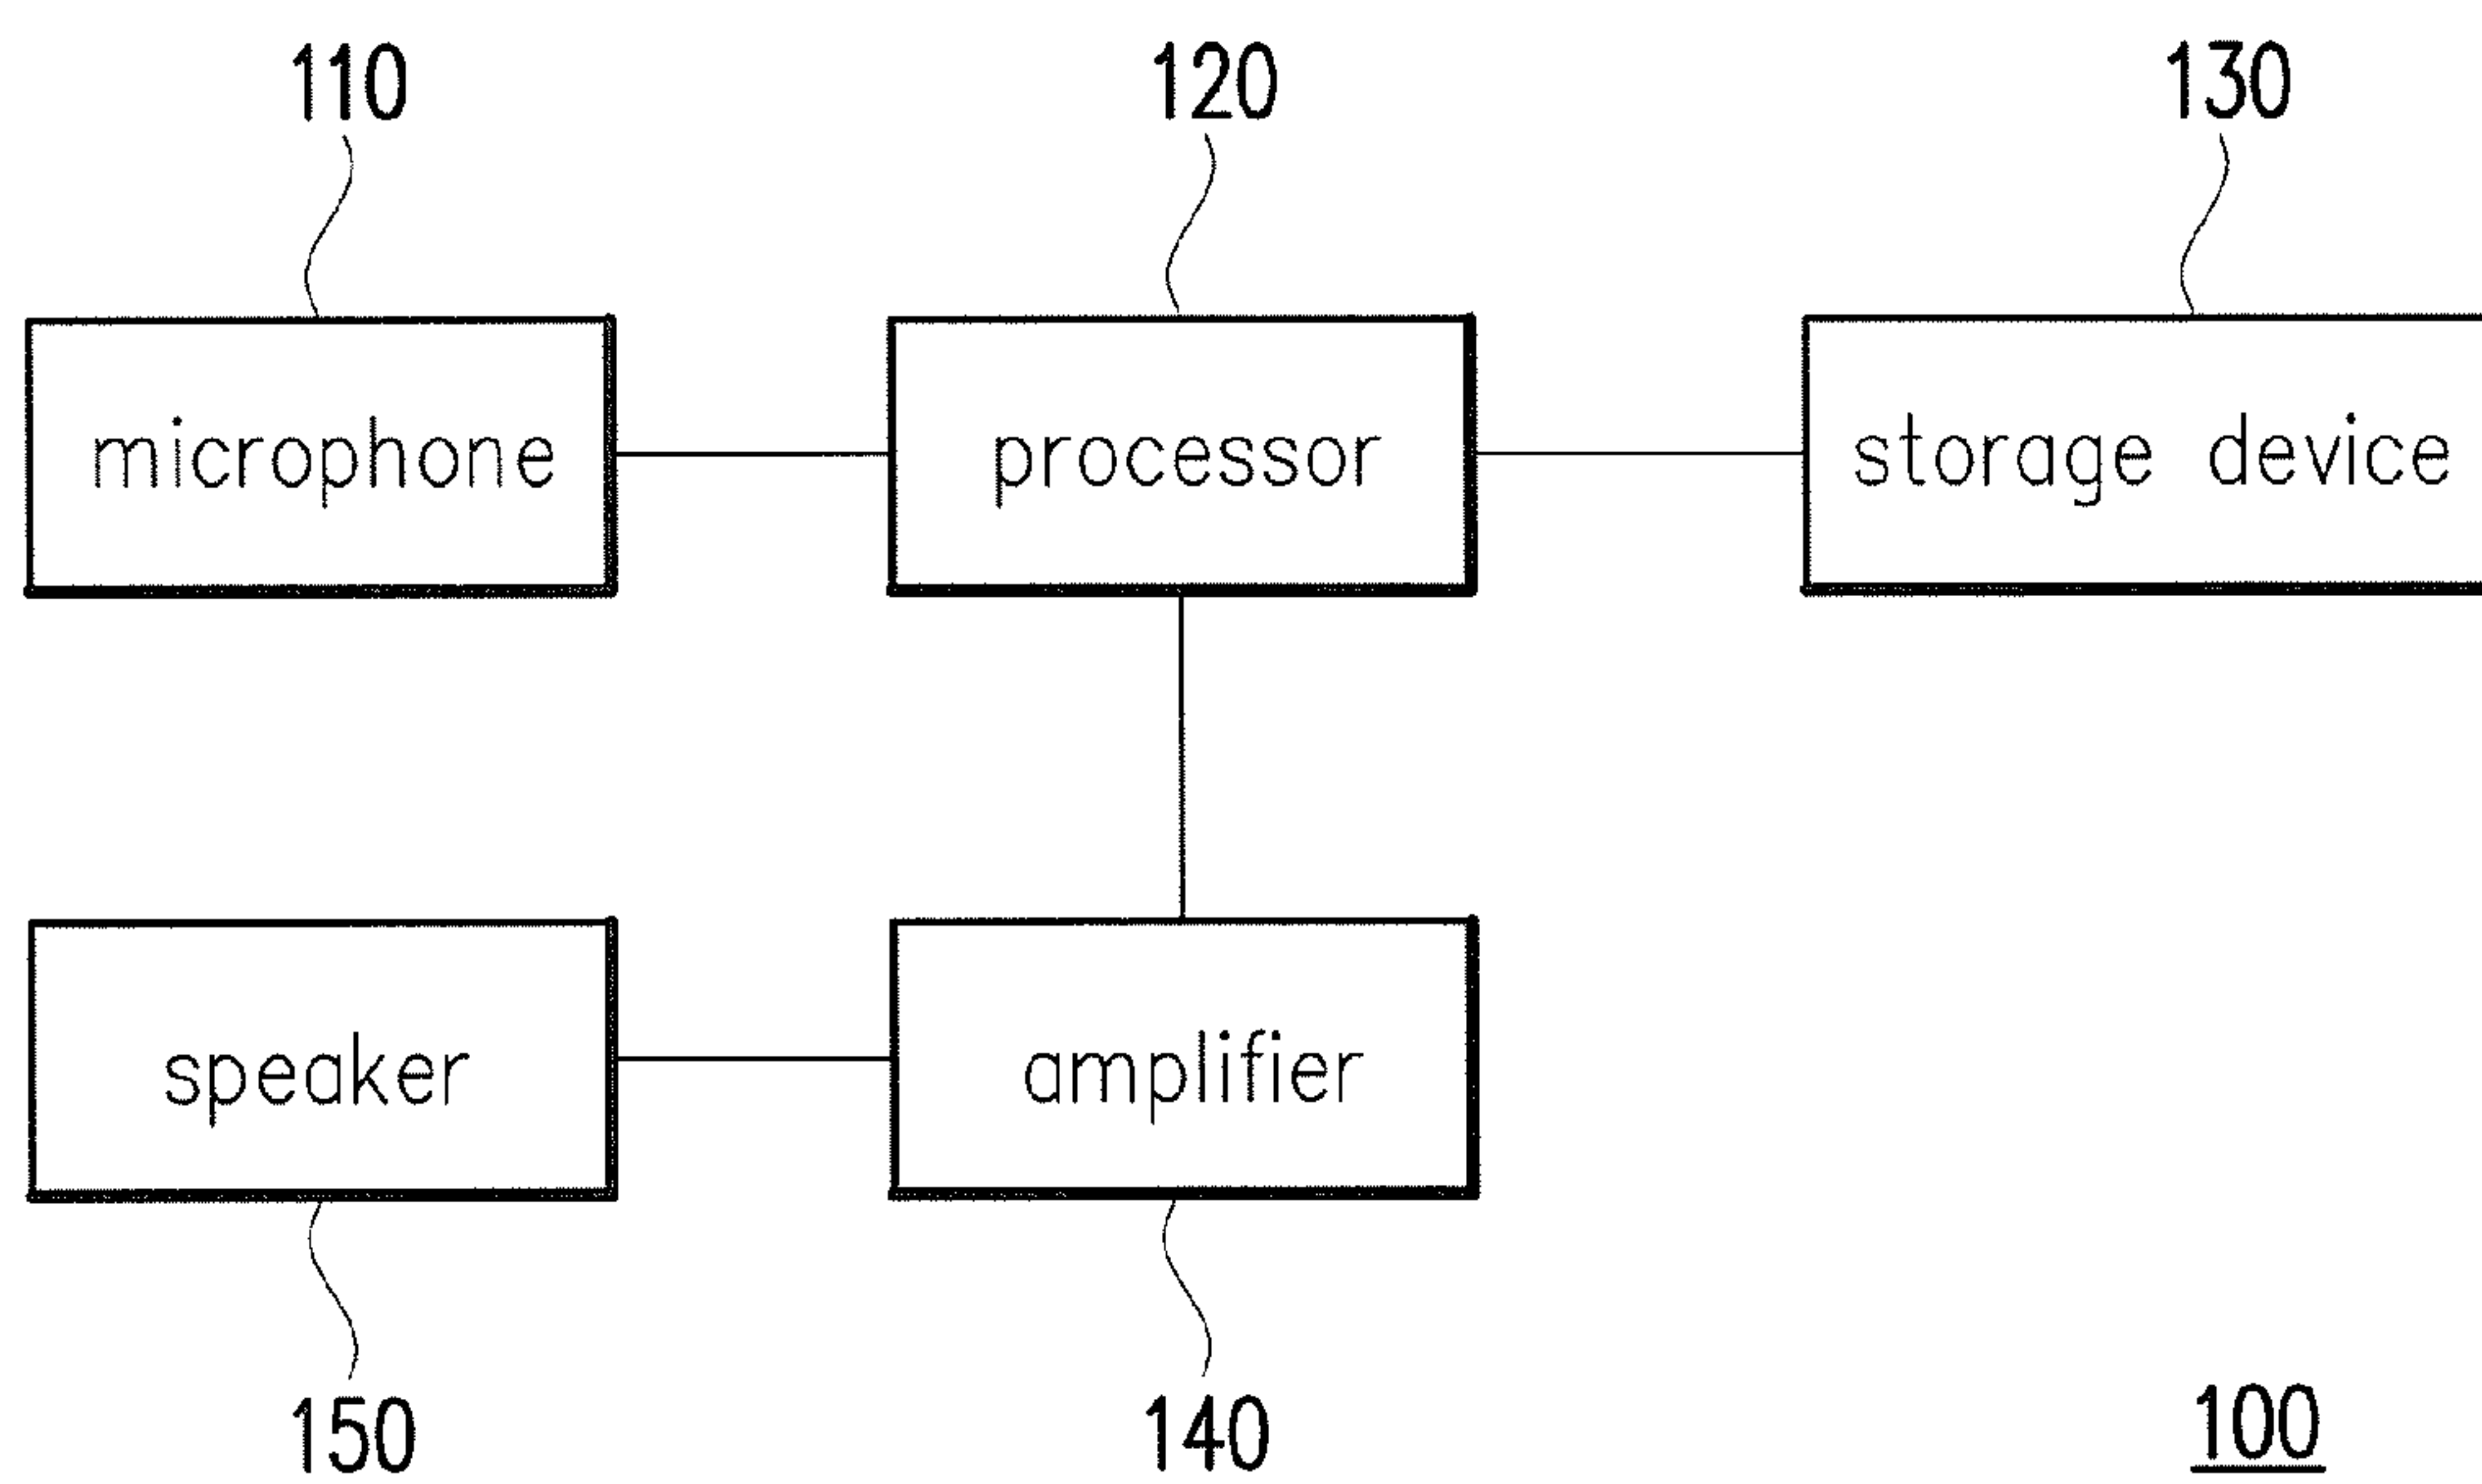 110 120 130
microphone processor storage device
speaker amplifier
150 140 100